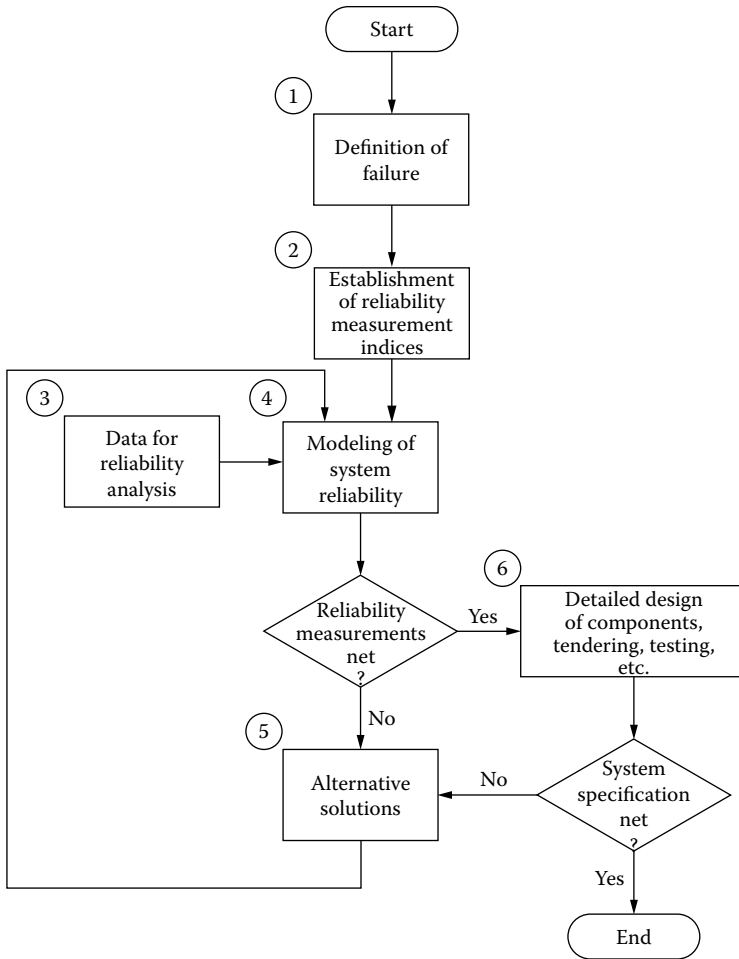 Start
1
Definition of
failure
2
Establishment
of reliability
measurement
indices
3
Data for
reliability
analysis
4
Modeling of
system
reliability
Reliability
measurements
net
?
Yes
No
6
Detailed design
of components,
tendering, testing,
etc.
5
Alternative
solutions
No
System
specification
net
?
Yes
End